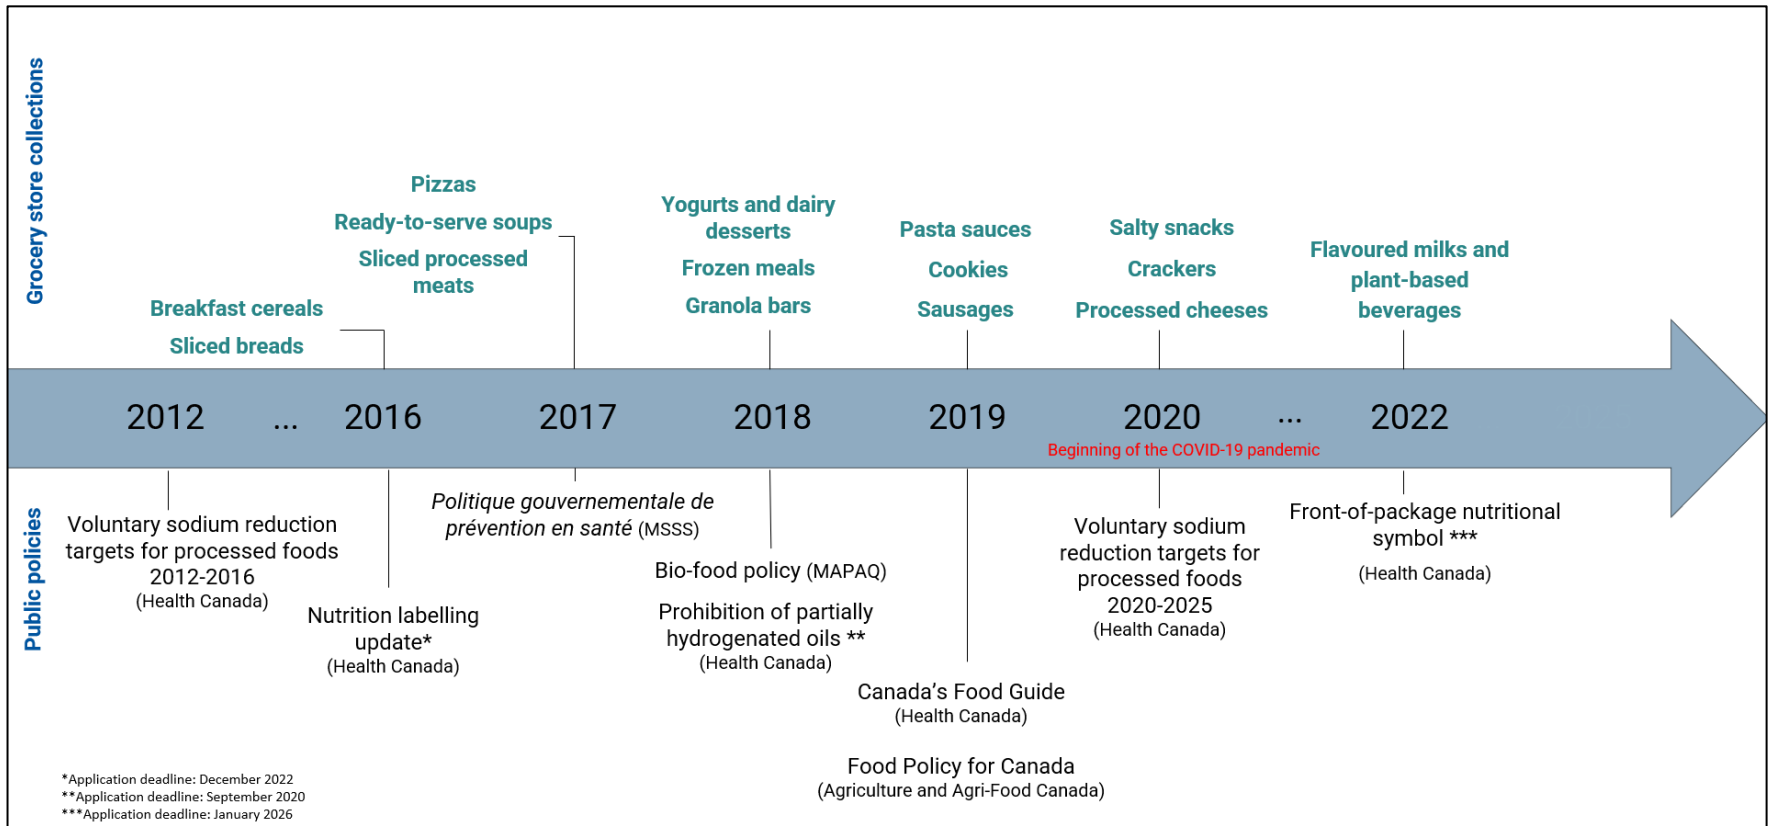 Grocery store collections
Pizzas
Ready-to-serve soups
Sliced processed
meats
Breakfast cereals
Sliced breads
Yogurts and dairy
desserts
Frozen meals
Granola bars
Pasta sauces
Cookies
Sausages
Salty snacks
Crackers
Processed cheeses
Flavoured milks and
plant-based
beverages
2012 ... 2016 2017 2018 2019 2020 ... 2022
Beginning of the COVID-19 pandemic
Public policies
Voluntary sodium reduction
targets for processed foods
2012-2016
(Health Canada)
Nutrition labelling
update*
(Health Canada)
Politique gouvernementale de
prévention en santé (MSSS)
Bio-food policy (MAPAQ)
Prohibition of partially
hydrogenated oils **
(Health Canada)
Canada’s Food Guide
(Health Canada)
Food Policy for Canada
(Agriculture and Agri-Food Canada)
Voluntary sodium
reduction targets for
processed foods
2020-2025
(Health Canada)
Front-of-package nutritional
symbol ***
(Health Canada)
*Application deadline: December 2022
**Application deadline: September 2020
***Application deadline: January 2026